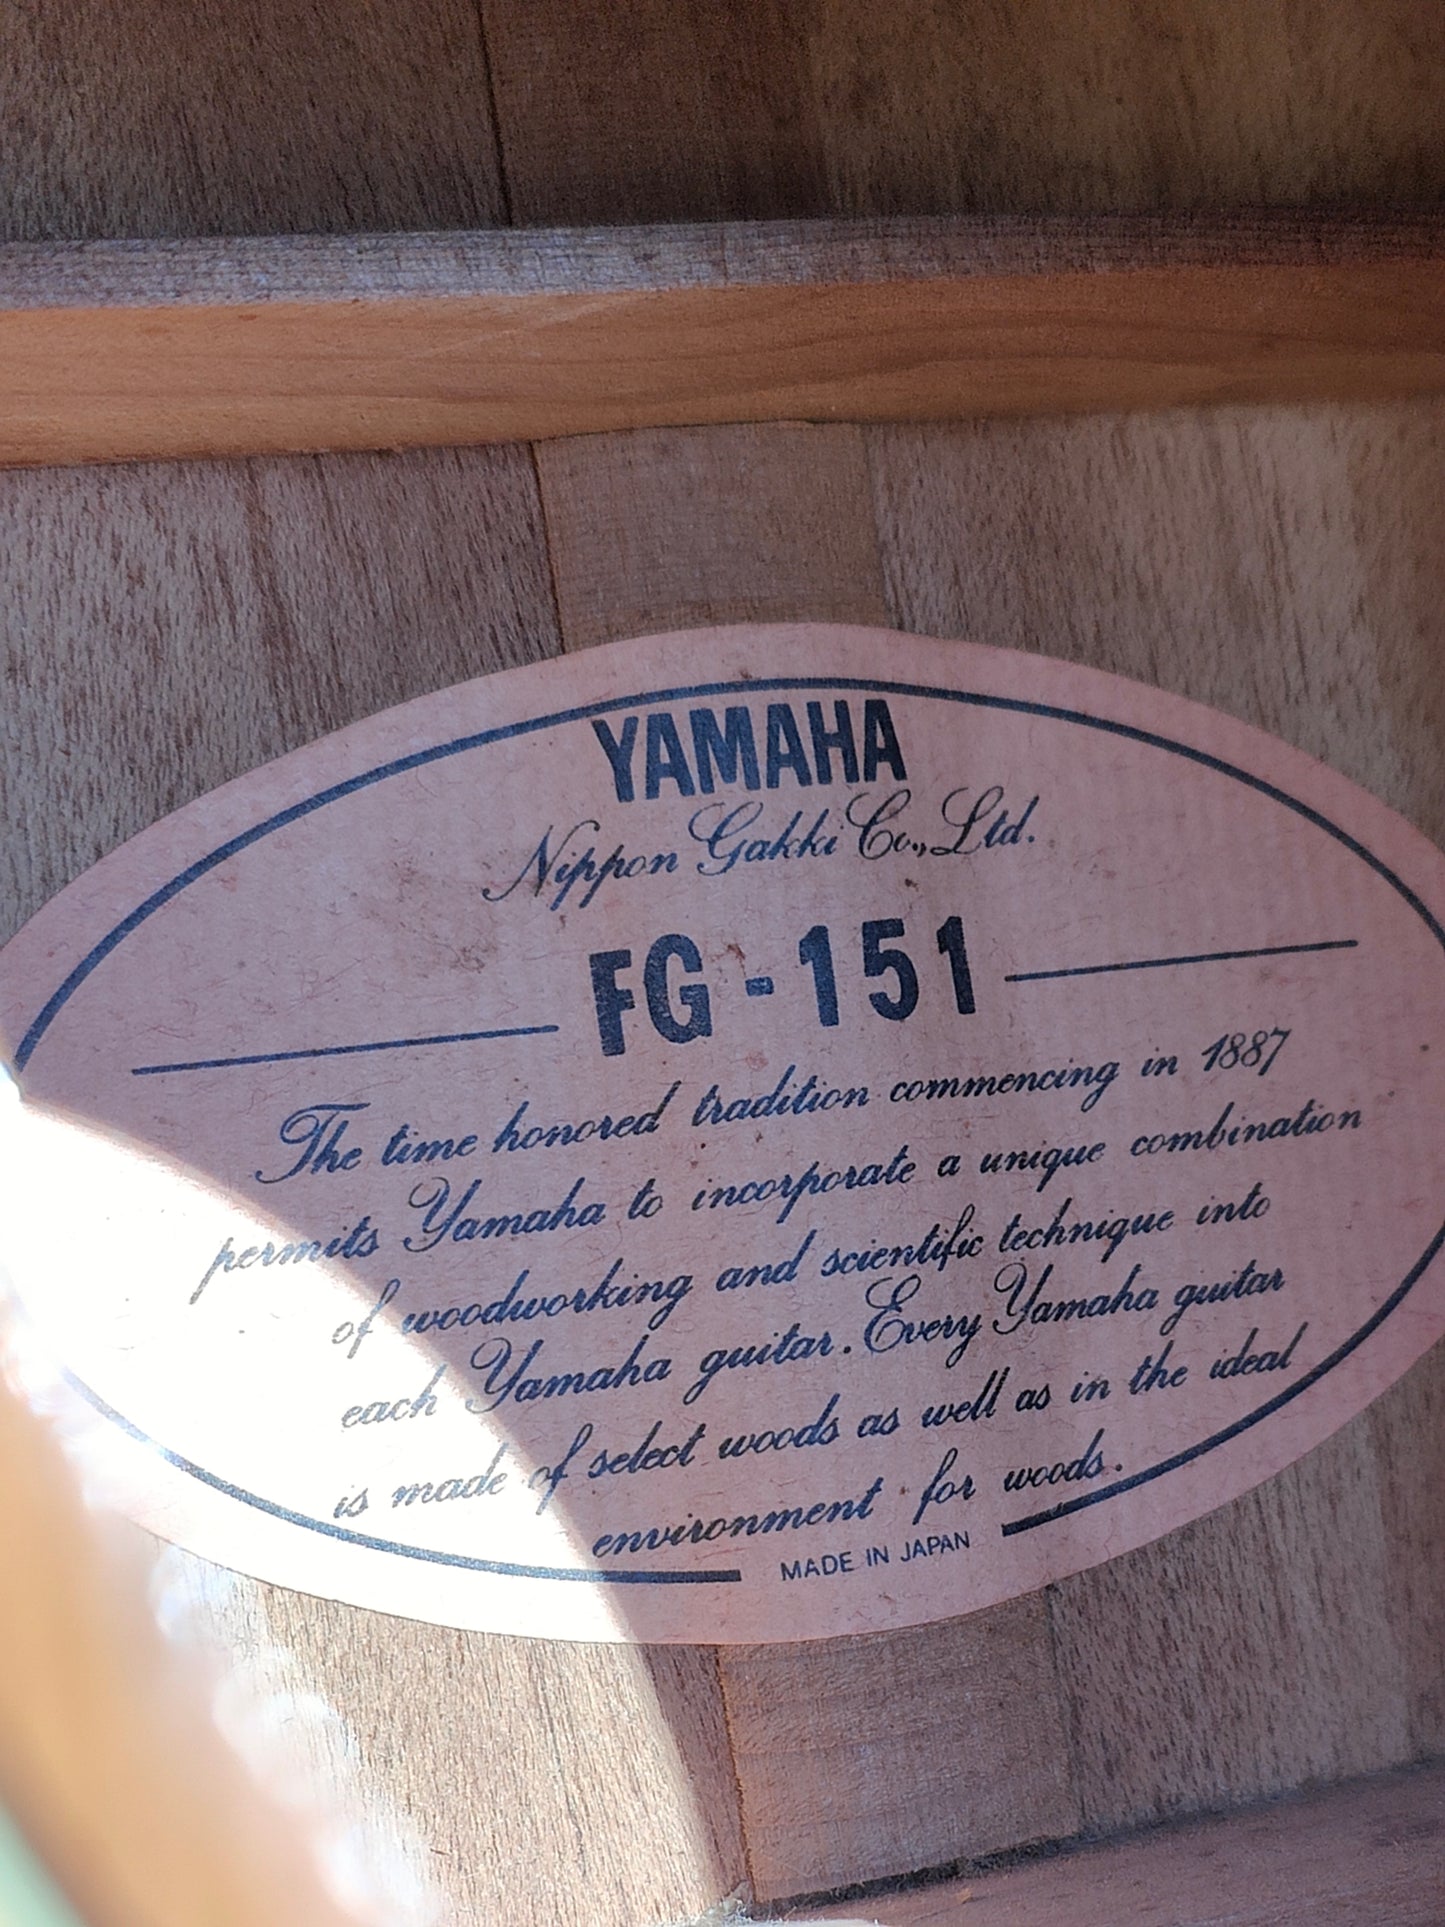 YAMAHA
Nippon Gakki Co., Ltd.
FG-151
The time honored tradition commencing in 1887
permits Yamaha to incorporate a unique combination
of woodworking and scientific technique into
each Yamaha guitar. Every Yamaha guitar
is made of select woods as well as in the ideal
environment for woods.
MADE IN JAPAN